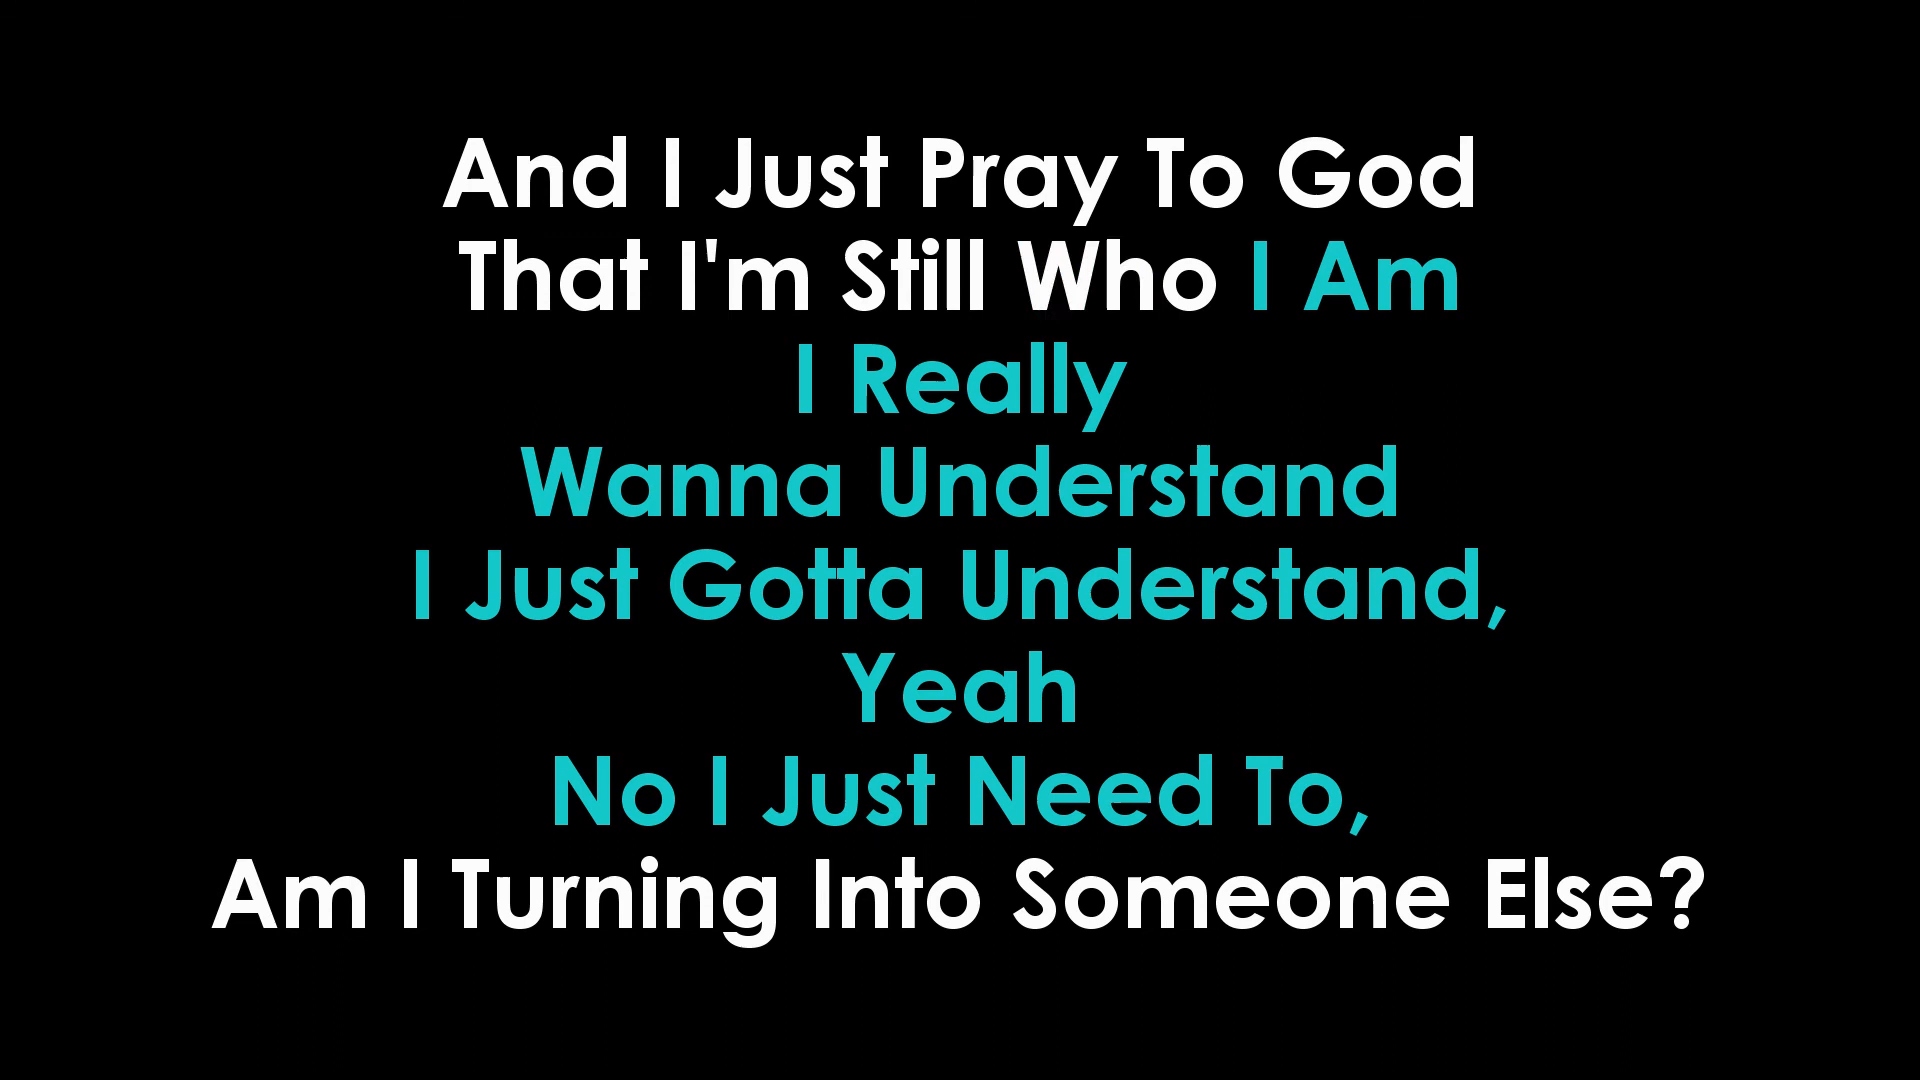 And I Just Pray To God
That I'm Still Who I Am
I Really
Wanna Understand
I Just Gotta Understand,
Yeah
No I Just Need To,
Am I Turning Into Someone Else?